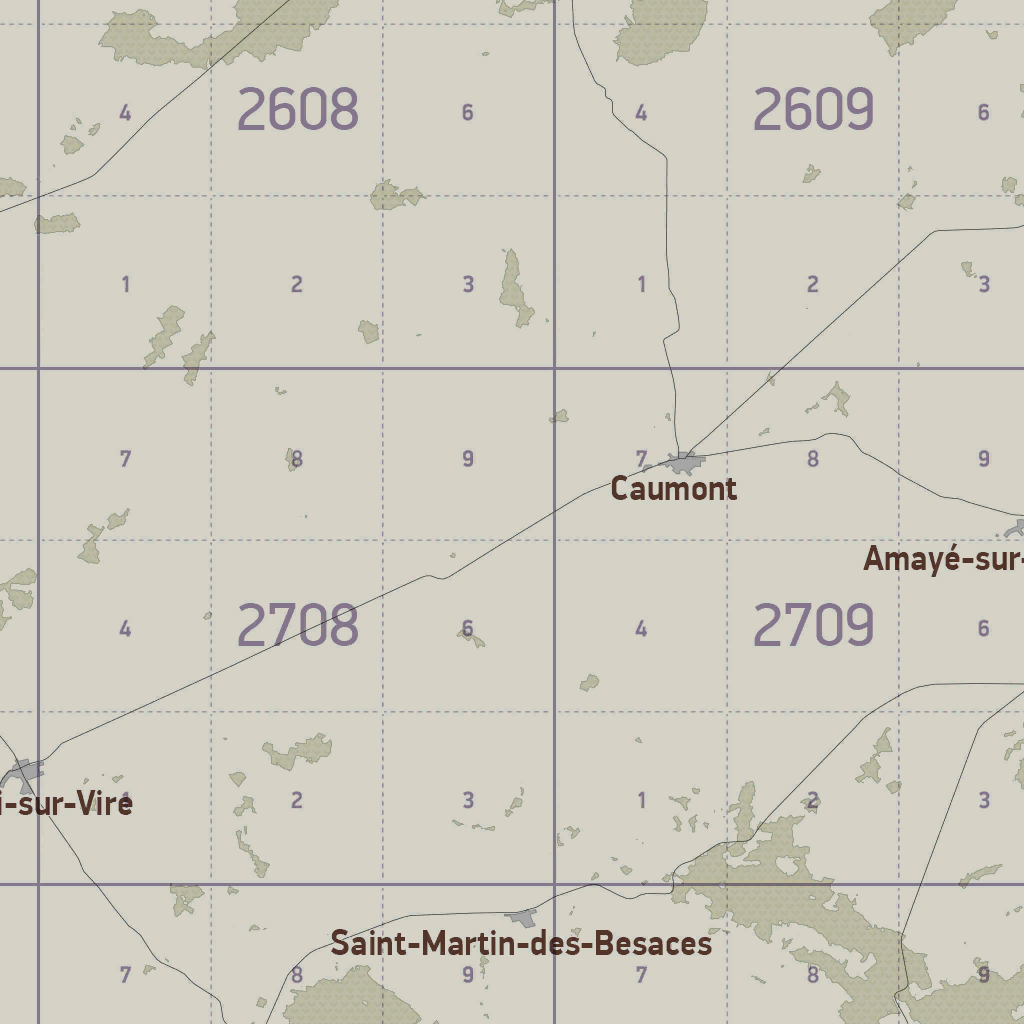 4 2608 6 4 2609 6
1 2 3 1 2 3
7 8 9 7 8 9
Caumont
Amayé-sur-
4 2708 6 4 2709 6
1 2 3 1 2 3
i-sur-Vire
Saint-Martin-des-Besaces
7 8 9 7 8 9